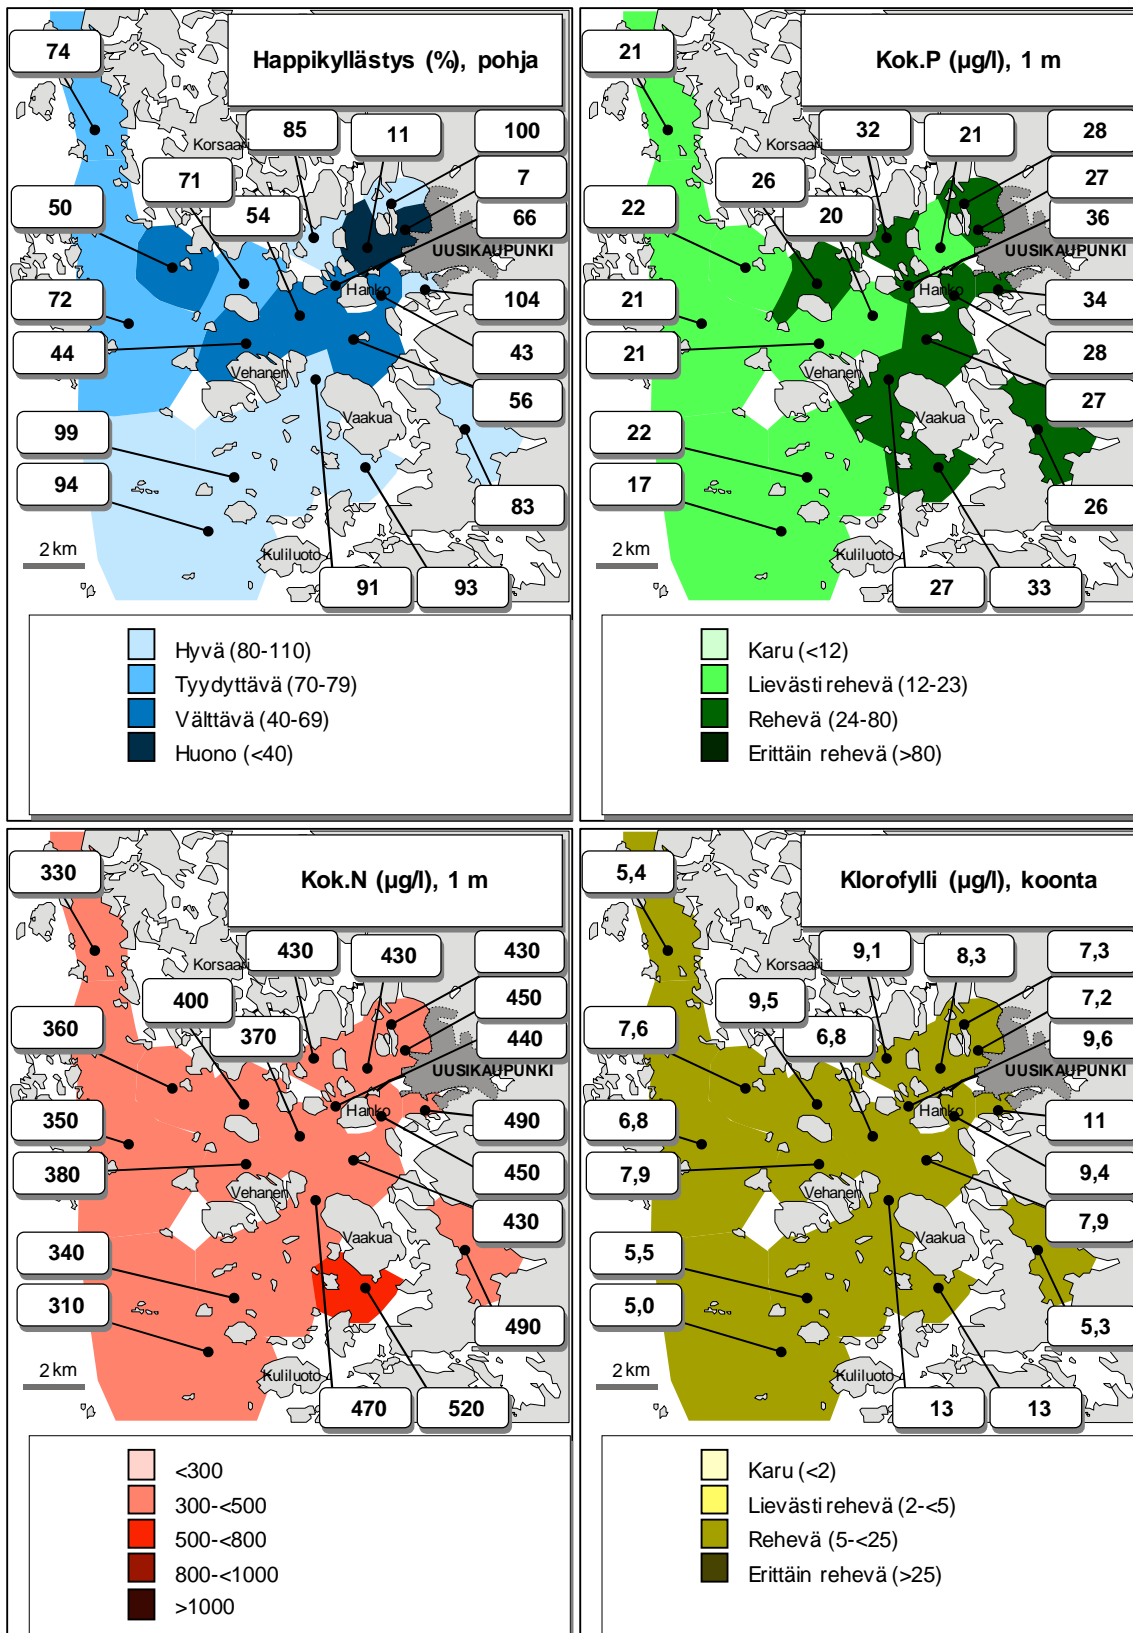 Happikyllästys (%), pohja
74
85
11
100
Korsaari
71
7
50
54
66
UUSIKAUPUNKI
Hanko
72
104
44
43
Vehanen
56
99
Vaakua
94
83
2 km
Kuliluoto
91
93
Hyvä (80-110)
Tyydyttävä (70-79)
Välttävä (40-69)
Huono (<40)
Kok.P (µg/l), 1 m
21
32
21
28
Korsaari
26
27
22
20
36
UUSIKAUPUNKI
Hanko
21
34
21
28
Vehanen
27
22
Vaakua
17
26
2 km
Kuliluoto
27
33
Karu (<12)
Lievästi rehevä (12-23)
Rehevä (24-80)
Erittäin rehevä (>80)
Kok.N (µg/l), 1 m
330
430
430
430
Korsaari
400
450
360
370
440
UUSIKAUPUNKI
Hanko
350
490
380
450
Vehanen
430
340
Vaakua
310
490
2 km
Kuliluoto
470
520
<300
300-<500
500-<800
800-<1000
>1000
Klorofylli (µg/l), koonta
5,4
9,1
8,3
7,3
Korsaari
9,5
7,2
7,6
6,8
9,6
UUSIKAUPUNKI
Hanko
6,8
11
7,9
9,4
Vehanen
7,9
5,5
Vaakua
5,0
5,3
2 km
Kuliluoto
13
13
Karu (<2)
Lievästi rehevä (2-<5)
Rehevä (5-<25)
Erittäin rehevä (>25)